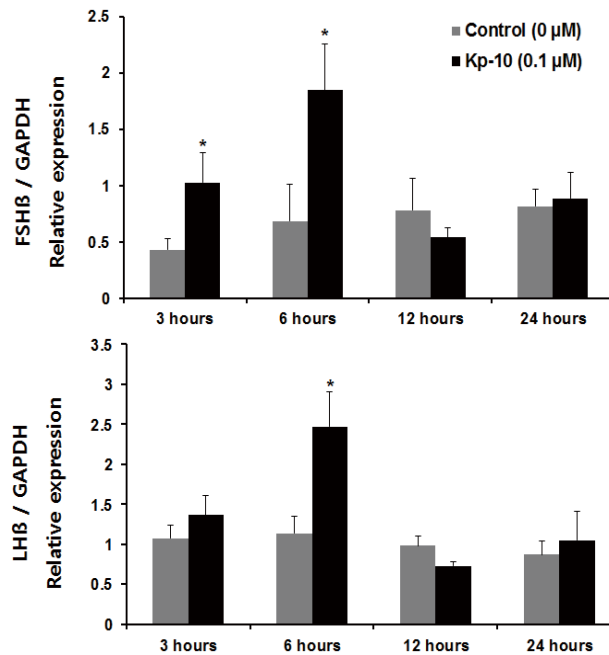 2.5
2
1.5
1
0.5
0
FSHß / GAPDH
Relative expression
Control (0 µM)
Kp-10 (0.1 µM)
*
*
3 hours 6 hours 12 hours 24 hours
3.5
3
2.5
2
1.5
1
0.5
0
LHß / GAPDH
Relative expression
*
3 hours 6 hours 12 hours 24 hours